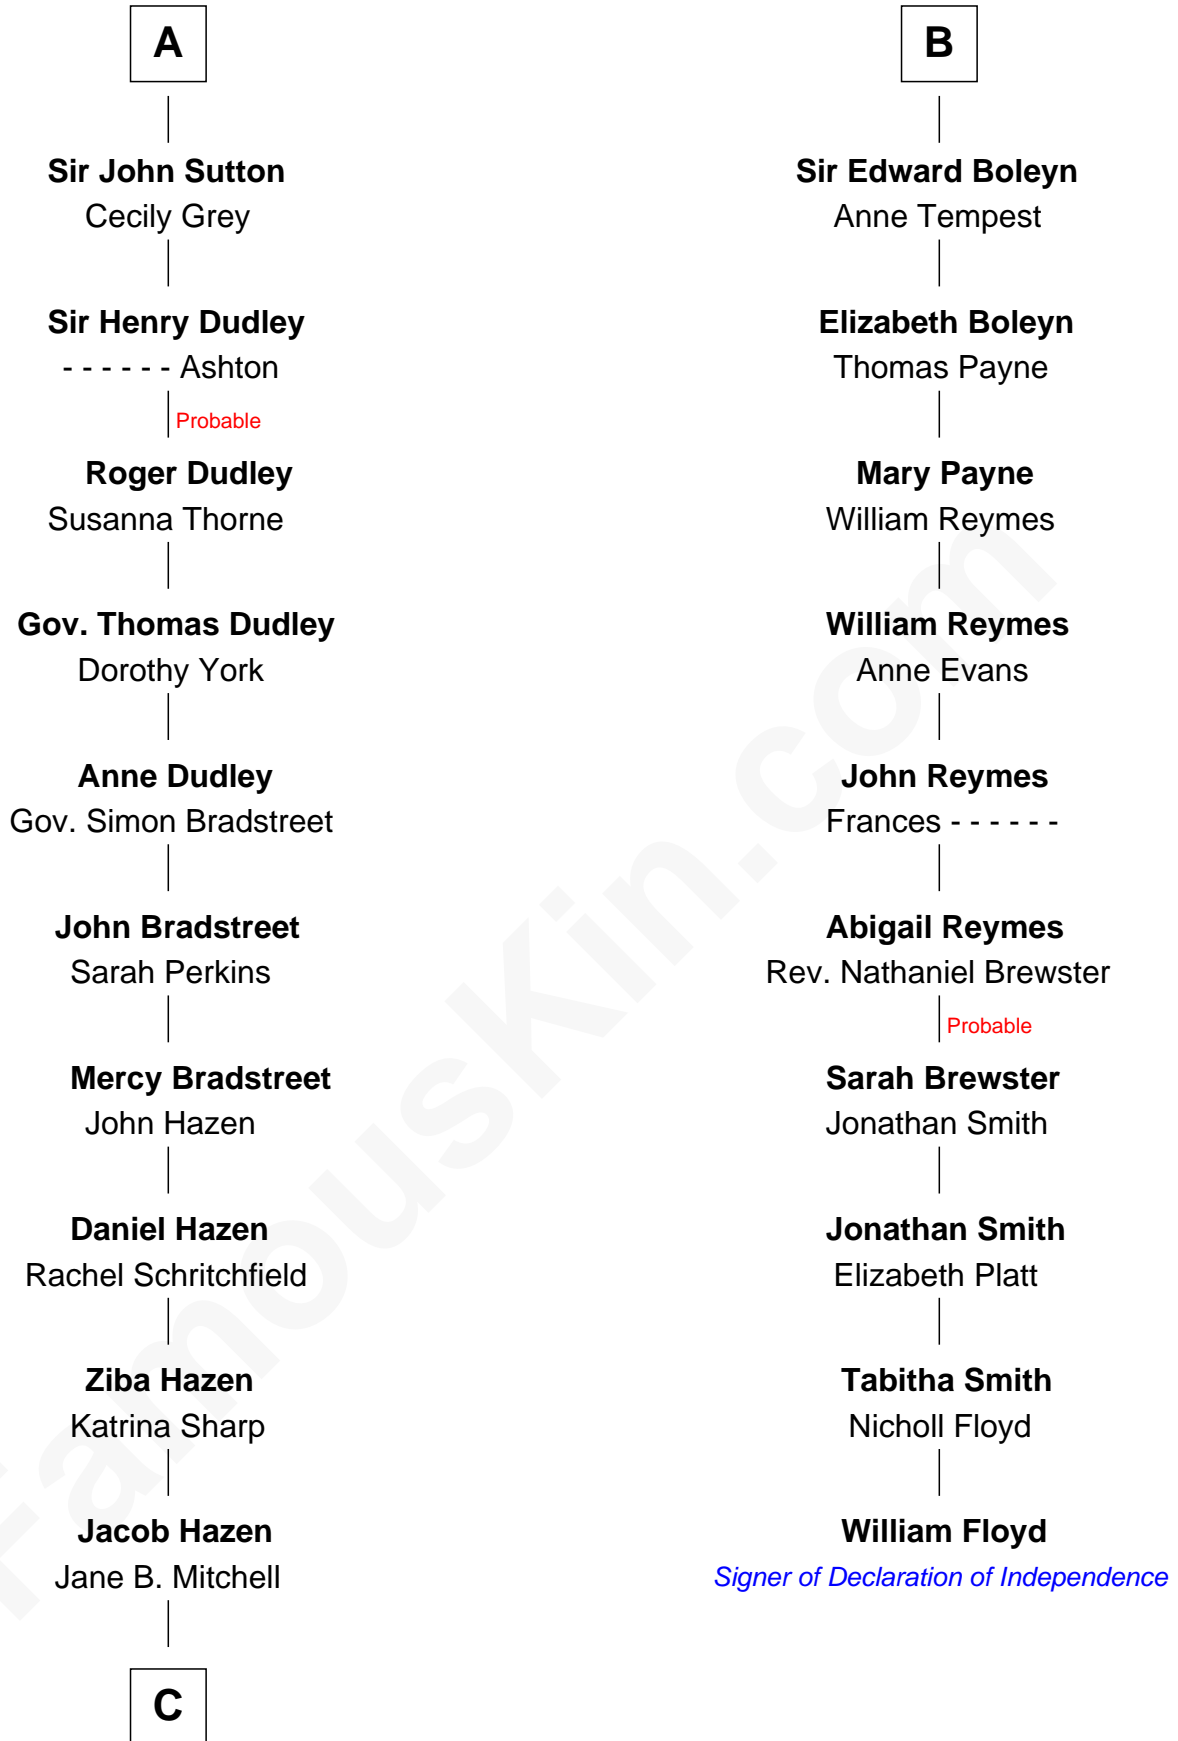 A
Sir John Sutton
Cecily Grey
Sir Henry Dudley
- - - - - - Ashton
Probable
Roger Dudley
Susanna Thorne
Gov. Thomas Dudley
Dorothy York
Anne Dudley
Gov. Simon Bradstreet
John Bradstreet
Sarah Perkins
Mercy Bradstreet
John Hazen
Daniel Hazen
Rachel Schritchfield
Ziba Hazen
Katrina Sharp
Jacob Hazen
Jane B. Mitchell
C
B
Sir Edward Boleyn
Anne Tempest
Elizabeth Boleyn
Thomas Payne
Mary Payne
William Reymes
William Reymes
Anne Evans
John Reymes
Frances - - - - - -
Abigail Reymes
Rev. Nathaniel Brewster
Probable
Sarah Brewster
Jonathan Smith
Jonathan Smith
Elizabeth Platt
Tabitha Smith
Nicholl Floyd
William Floyd
Signer of Declaration of Independence
FamousKin.com